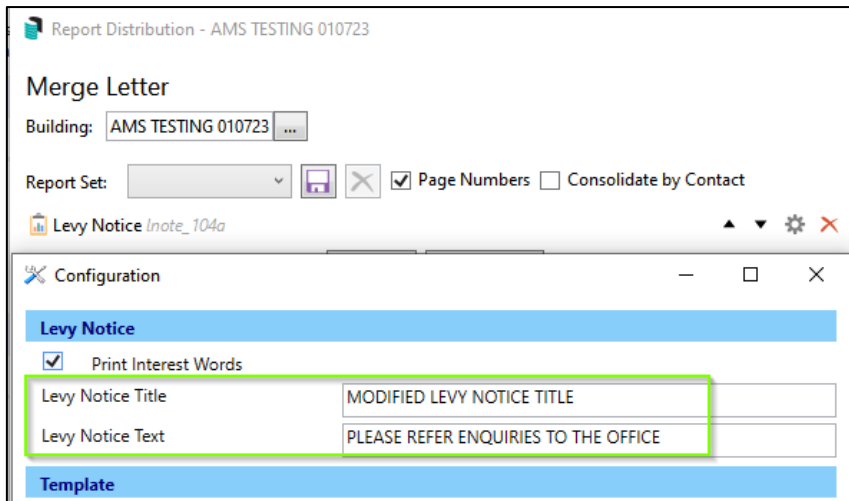 Report Distribution - AMS TESTING 010723
Merge Letter
Building: AMS TESTING 010723 ...
Report Set: Page Numbers Consolidate by Contact
Levy Notice lnote_104a
Configuration
Levy Notice
Print Interest Words
Levy Notice Title MODIFIED LEVY NOTICE TITLE
Levy Notice Text PLEASE REFER ENQUIRIES TO THE OFFICE
Template